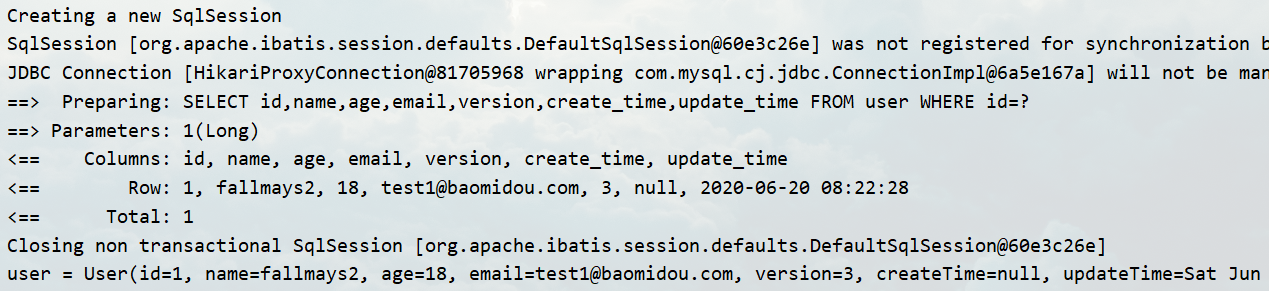 Creating a new SqlSession
SqlSession [org.apache.ibatis.session.defaults.DefaultSqlSession@60e3c26e] was not registered for synchronization b
JDBC Connection [HikariProxyConnection@81705968 wrapping com.mysql.cj.jdbc.ConnectionImpl@6a5e167a] will not be man
==>  Preparing: SELECT id,name,age,email,version,create_time,update_time FROM user WHERE id=?
==> Parameters: 1(Long)
<==    Columns: id, name, age, email, version, create_time, update_time
<==        Row: 1, fallmays2, 18, test1@baomidou.com, 3, null, 2020-06-20 08:22:28
<==      Total: 1
Closing non transactional SqlSession [org.apache.ibatis.session.defaults.DefaultSqlSession@60e3c26e]
user = User(id=1, name=fallmays2, age=18, email=test1@baomidou.com, version=3, createTime=null, updateTime=Sat Jun